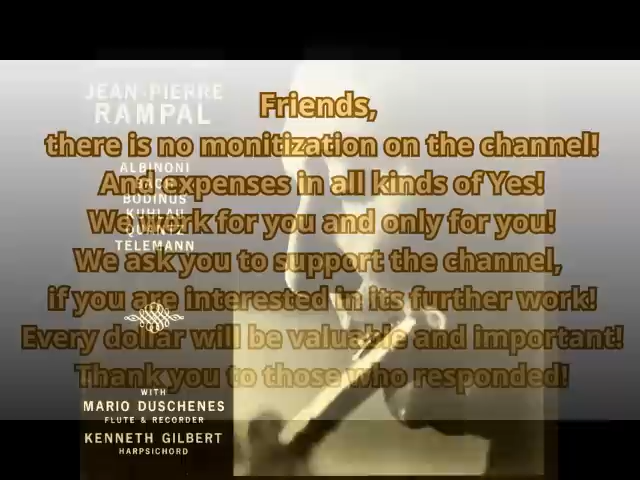 JEAN-PIERRE
RAMPAL
ALBINONI
BACH
BODINUS
KUHLAU
QUANTZ
TELEMANN
WITH
MARIO DUSCHENES
FLUTE & RECORDER
KENNETH GILBERT
HARPSICHORD
Friends,
there is no monitization on the channel!
And expenses in all kinds of Yes!
We work for you and only for you!
We ask you to support the channel,
if you are interested in its further work!
Every dollar will be valuable and important!
Thank you to those who responded!